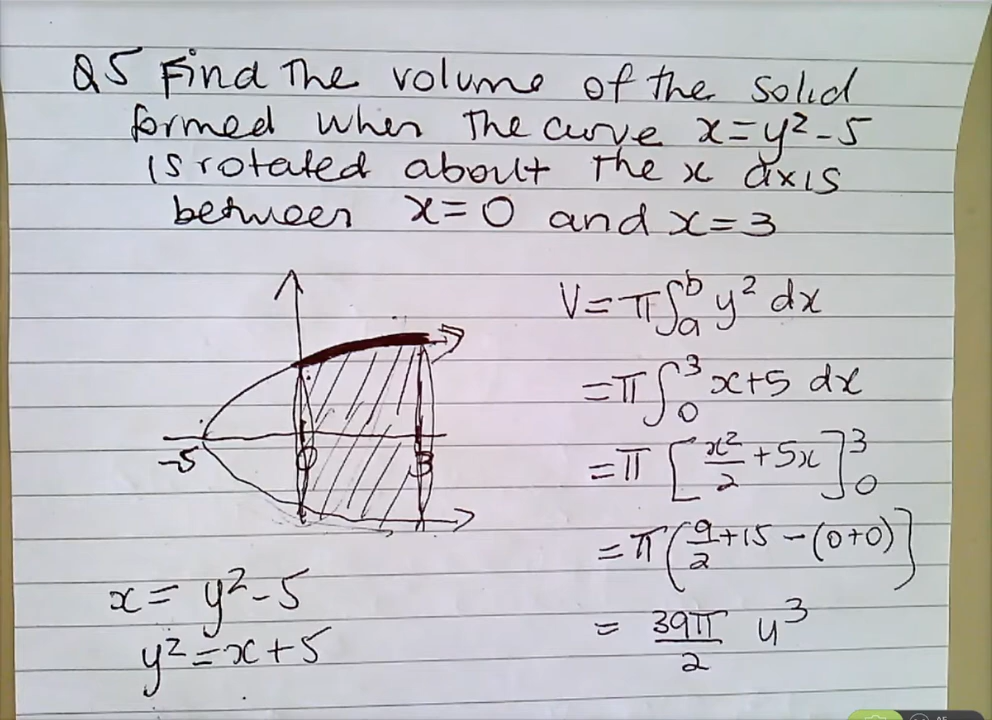 Q5 Find The volume of the solid
formed when The curve x=y²-5
is rotated about the x axis
between x=0 and x=3
V=π∫ₐᵇ y² dx
=π∫₀³ x+5 dx
=π[x²/2+5x]₀³
=π(9/2+15-(0+0)]
=39π/2 u³
-5
0
3
x= y²-5
y²=x+5